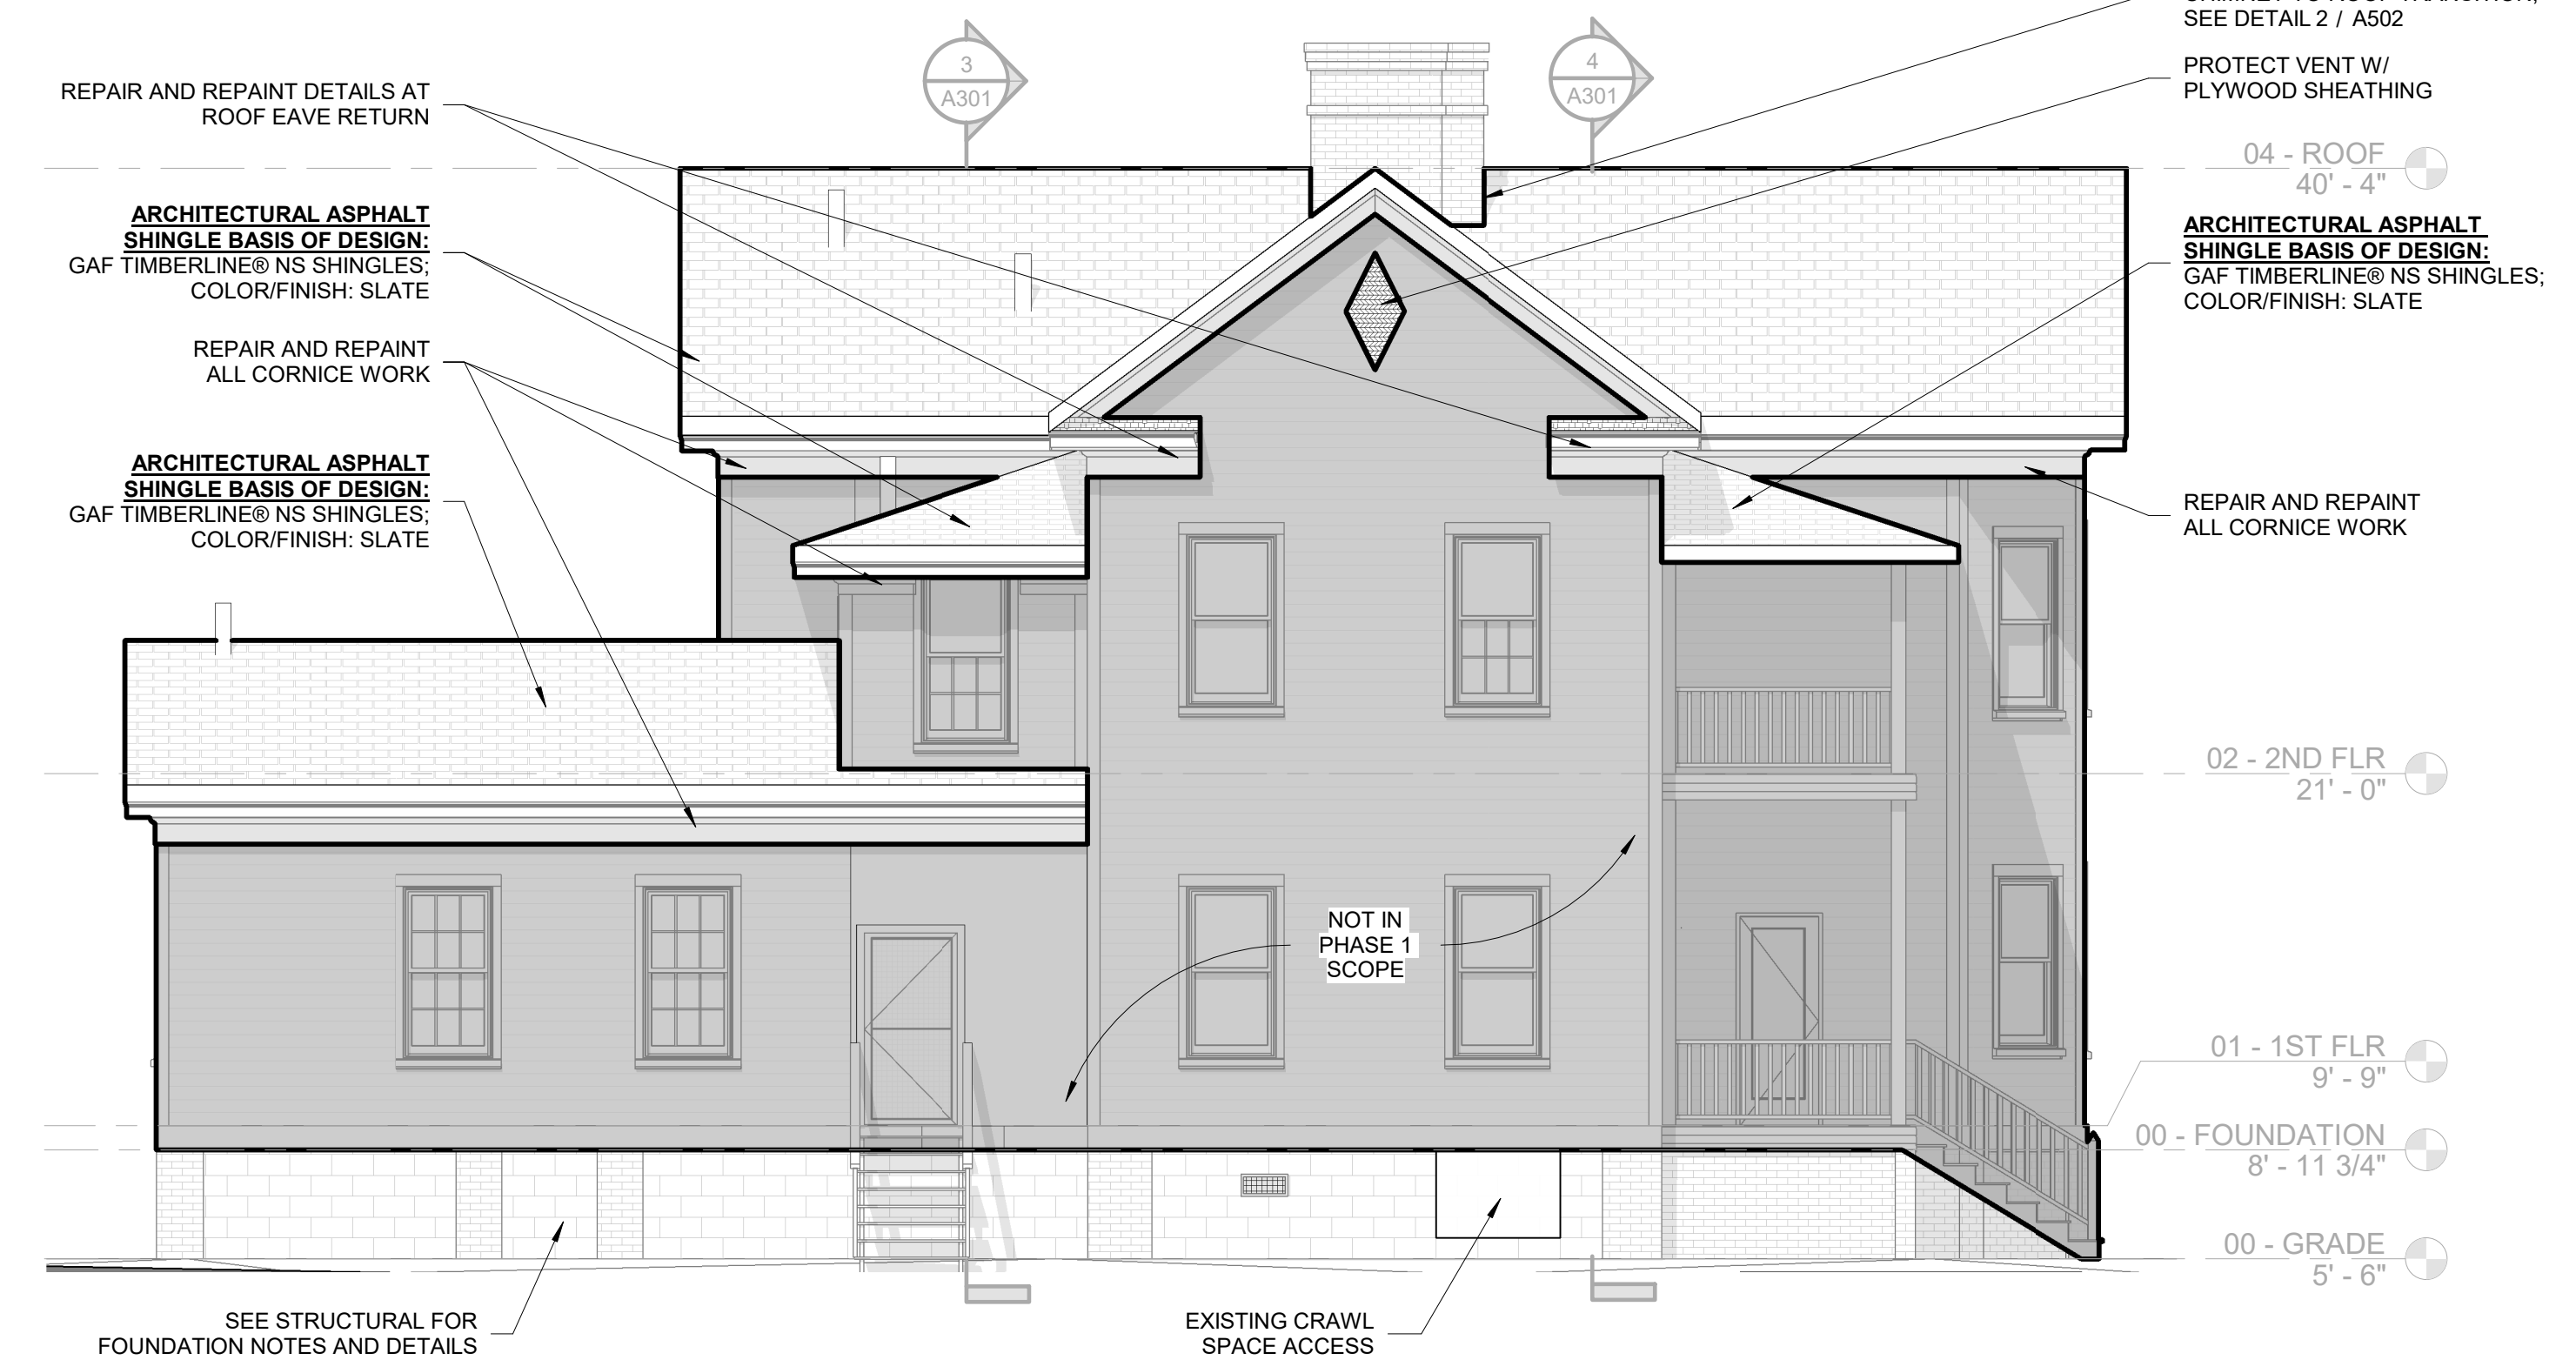 SEE DETAIL 2 / A502
PROTECT VENT W/
PLYWOOD SHEATHING
3
A301
4
A301
REPAIR AND REPAINT DETAILS AT
ROOF EAVE RETURN
04 - ROOF
40' - 4"
ARCHITECTURAL ASPHALT
SHINGLE BASIS OF DESIGN:
GAF TIMBERLINE® NS SHINGLES;
COLOR/FINISH: SLATE
ARCHITECTURAL ASPHALT
SHINGLE BASIS OF DESIGN:
GAF TIMBERLINE® NS SHINGLES;
COLOR/FINISH: SLATE
REPAIR AND REPAINT
ALL CORNICE WORK
ARCHITECTURAL ASPHALT
SHINGLE BASIS OF DESIGN:
GAF TIMBERLINE® NS SHINGLES;
COLOR/FINISH: SLATE
REPAIR AND REPAINT
ALL CORNICE WORK
02 - 2ND FLR
21' - 0"
NOT IN
PHASE 1
SCOPE
01 - 1ST FLR
9' - 9"
00 - FOUNDATION
8' - 11 3/4"
00 - GRADE
5' - 6"
SEE STRUCTURAL FOR
FOUNDATION NOTES AND DETAILS
EXISTING CRAWL
SPACE ACCESS